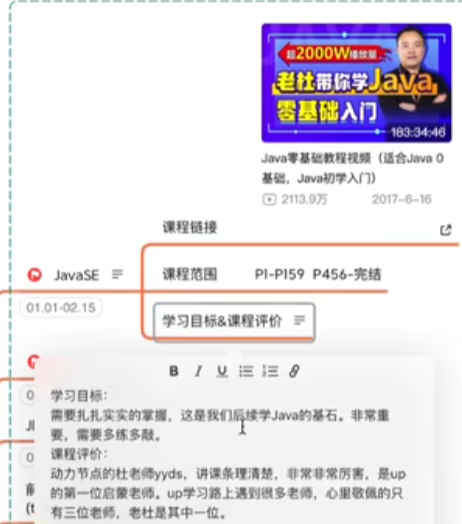 超2000W播放量
老杜带你学Java
零基础入门
183:34:46
Java零基础教程视频（适合Java 0
基础，Java初学入门）
2113.9万 2017-6-16
课程链接
JavaSE
课程范围 P1-P159 P456-完结
01.01-02.15
学习目标&课程评价
B I U
学习目标：
需要扎扎实实的掌握，这是我们后续学Java的基石。非常重
要，需要多练多敲。
课程评价：
动力节点的杜老师yyds，讲课条理清楚，非常非常厉害，是up
的第一位启蒙老师。up学习路上遇到很多老师，心里敬佩的只
有三位老师，老杜是其中一位。